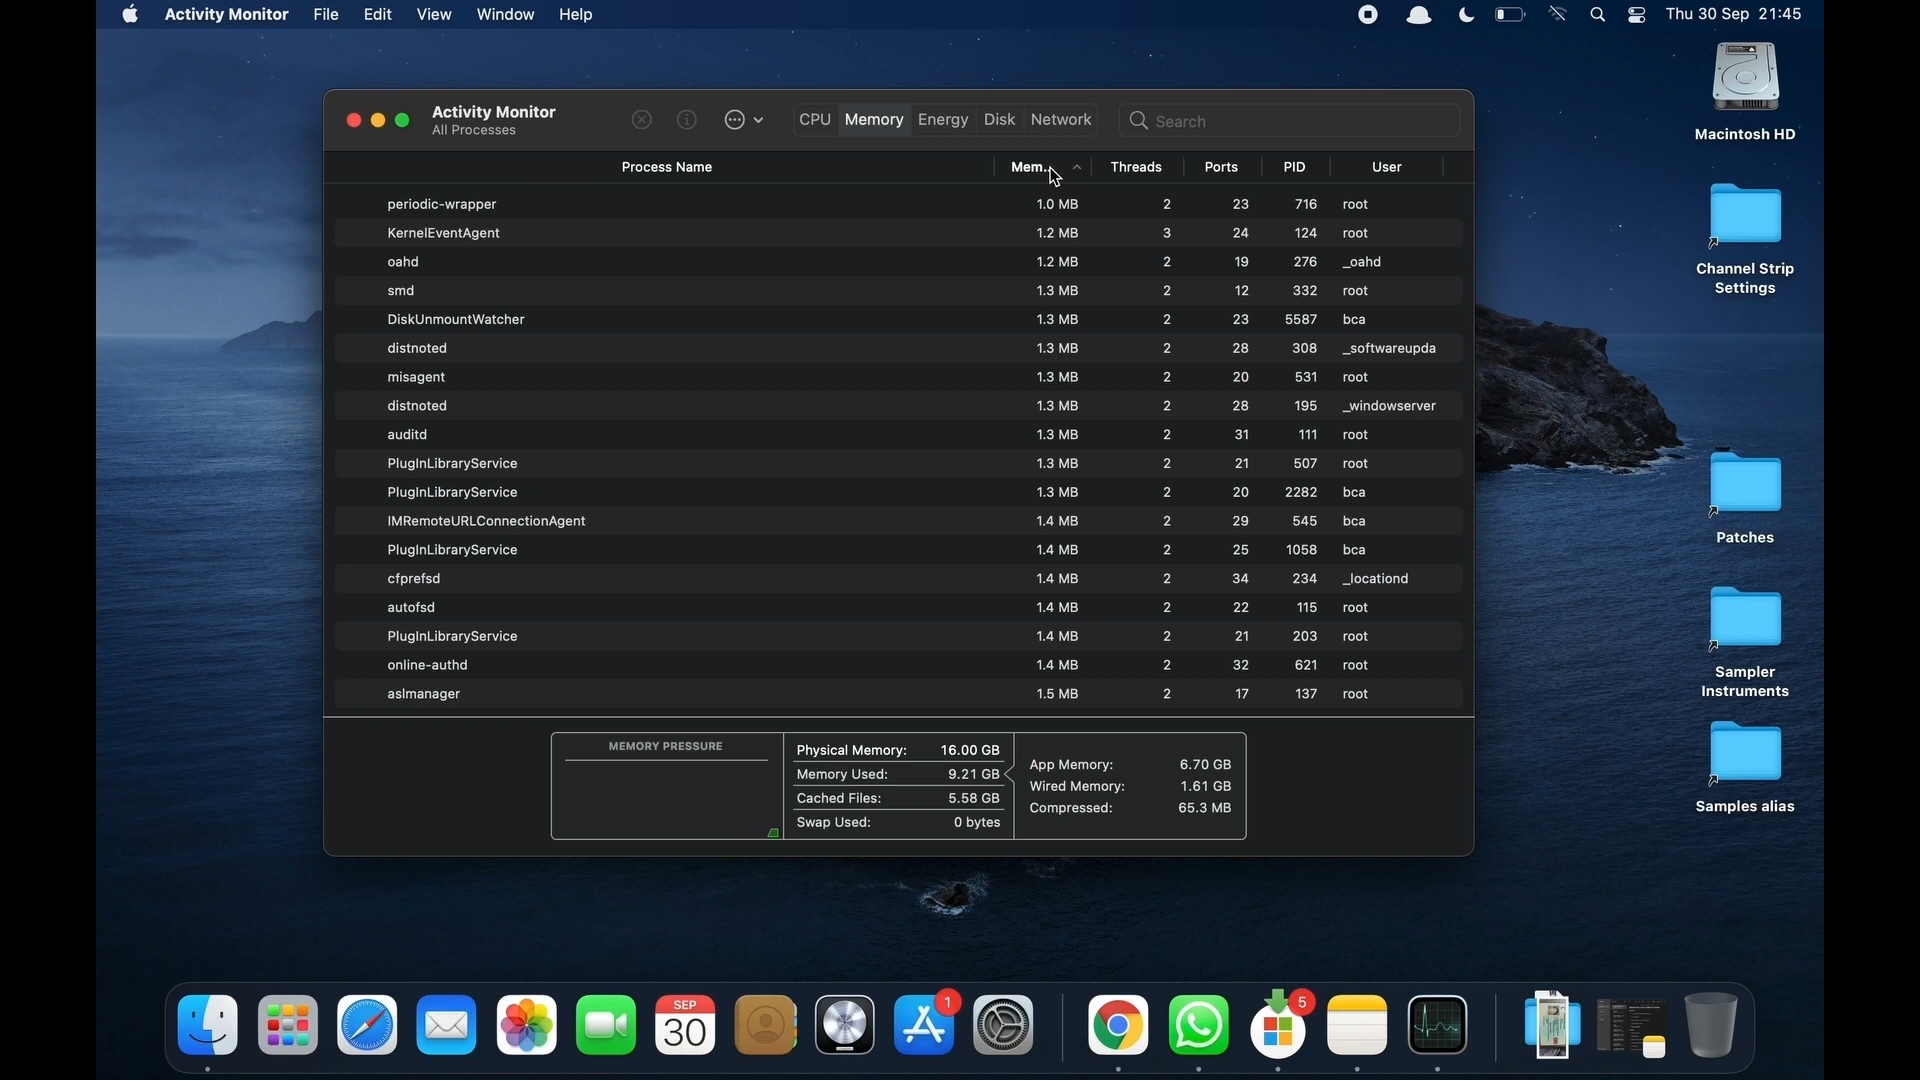 Activity Monitor File Edit View Window Help Thu 30 Sep 21:45
Activity Monitor
All Processes
CPU Memory Energy Disk Network Search
Process Name Mem... Threads Ports PID User
periodic-wrapper 1.0 MB 2 23 716 root
KernelEventAgent 1.2 MB 3 24 124 root
oahd 1.2 MB 2 19 276 _oahd
smd 1.3 MB 2 12 332 root
DiskUnmountWatcher 1.3 MB 2 23 5587 bca
distnoted 1.3 MB 2 28 308 _softwareupda
misagent 1.3 MB 2 20 531 root
distnoted 1.3 MB 2 28 195 _windowserver
auditd 1.3 MB 2 31 111 root
PlugInLibraryService 1.3 MB 2 21 507 root
PlugInLibraryService 1.3 MB 2 20 2282 bca
IMRemoteURLConnectionAgent 1.4 MB 2 29 545 bca
PlugInLibraryService 1.4 MB 2 25 1058 bca
cfprefsd 1.4 MB 2 34 234 _locationd
autofsd 1.4 MB 2 22 115 root
PlugInLibraryService 1.4 MB 2 21 203 root
online-authd 1.4 MB 2 32 621 root
aslmanager 1.5 MB 2 17 137 root
MEMORY PRESSURE
Physical Memory: 16.00 GB
Memory Used: 9.21 GB
Cached Files: 5.58 GB
Swap Used: 0 bytes
App Memory: 6.70 GB
Wired Memory: 1.61 GB
Compressed: 65.3 MB
Macintosh HD
Channel Strip
Settings
Patches
Sampler
Instruments
Samples alias
SEP
30
1
5